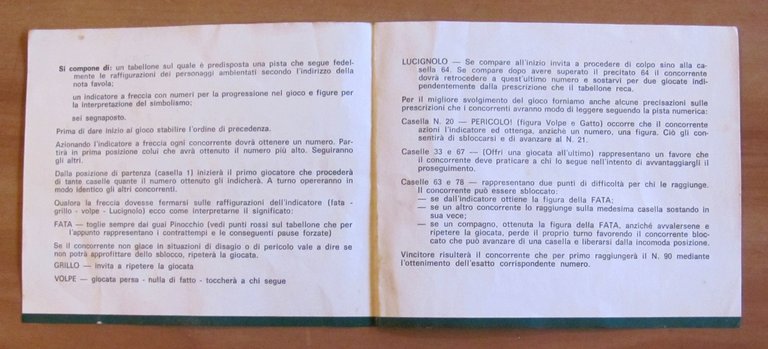 Si compone di: un tabellone sul quale è predisposta una pista che segue fedel-
mente le raffigurazioni dei personaggi ambientati secondo l'indirizzo della
nota favola;
un indicatore a freccia con numeri per la progressione nel gioco e figure per
la interpretazione del simbolismo;
sei segnaposto.
Prima di dare inizio al gioco stabilire l'ordine di precedenza.
Azionando l'indicatore a freccia ogni concorrente dovrà ottenere un numero. Par-
tirà in prima posizione colui che avrà ottenuto il numero più alto. Seguiranno
gli altri.
Dalla posizione di partenza (casella 1) inizierà il primo giocatore che procederà
di tante caselle quante il numero ottenuto gli indicherà. A turno opereranno in
modo identico gli altri concorrenti.
Qualora la freccia dovesse fermarsi sulle raffigurazioni dell'indicatore (fata -
grillo - volpe - Lucignolo) ecco come interpretarne il significato:
FATA — toglie sempre dai guai Pinocchio (vedi punti rossi sul tabellone che per
l'appunto rappresentano i contrattempi e le conseguenti pause forzate)
Se il concorrente non giace in situazioni di disagio o di pericolo vale a dire se
non potrà approfittare dello sblocco, ripeterà la giocata.
GRILLO — invita a ripetere la giocata
VOLPE — giocata persa - nulla di fatto - toccherà a chi segue
LUCIGNOLO — Se compare all'inizio invita a procedere di colpo sino alla ca-
sella 64. Se compare dopo avere superato il precitato 64 il concorrente
dovrà retrocedere a quest'ultimo numero e sostarvi per due giocate indi-
pendentemente dalla prescrizione che il tabellone reca.
Per il migliore svolgimento del gioco forniamo anche alcune precisazioni sulle
prescrizioni che i concorrenti avranno modo di leggere seguendo la pista numerica:
Casella N. 20 — PERICOLO! (figura Volpe e Gatto) occorre che il concorrente
azioni l'indicatore ed ottenga, anziché un numero, una figura. Ciò gli con-
sentirà di sbloccarsi e di avanzare al N. 21.
Caselle 33 e 67 — (Offri una giocata all'ultimo) rappresentano un favore che
il concorrente deve praticare a chi lo segue nell'intento di avvantaggiargli il
proseguimento.
Caselle 63 e 78 — rappresentano due punti di difficoltà per chi le raggiunge.
Il concorrente può essere sbloccato:
— se dall'indicatore ottiene la figura della FATA;
— se un altro concorrente lo raggiunge sulla medesima casella sostando in
sua vece;
— se un compagno, ottenuta la figura della FATA, anziché avvalersene e
ripetere la giocata, perde il proprio turno favorendo il concorrente bloc-
cato che può avanzare di una casella e liberarsi dalla incomoda posizione.
Vincitore risulterà il concorrente che per primo raggiungerà il N. 90 mediante
l'ottenimento dell'esatto corrispondente numero.